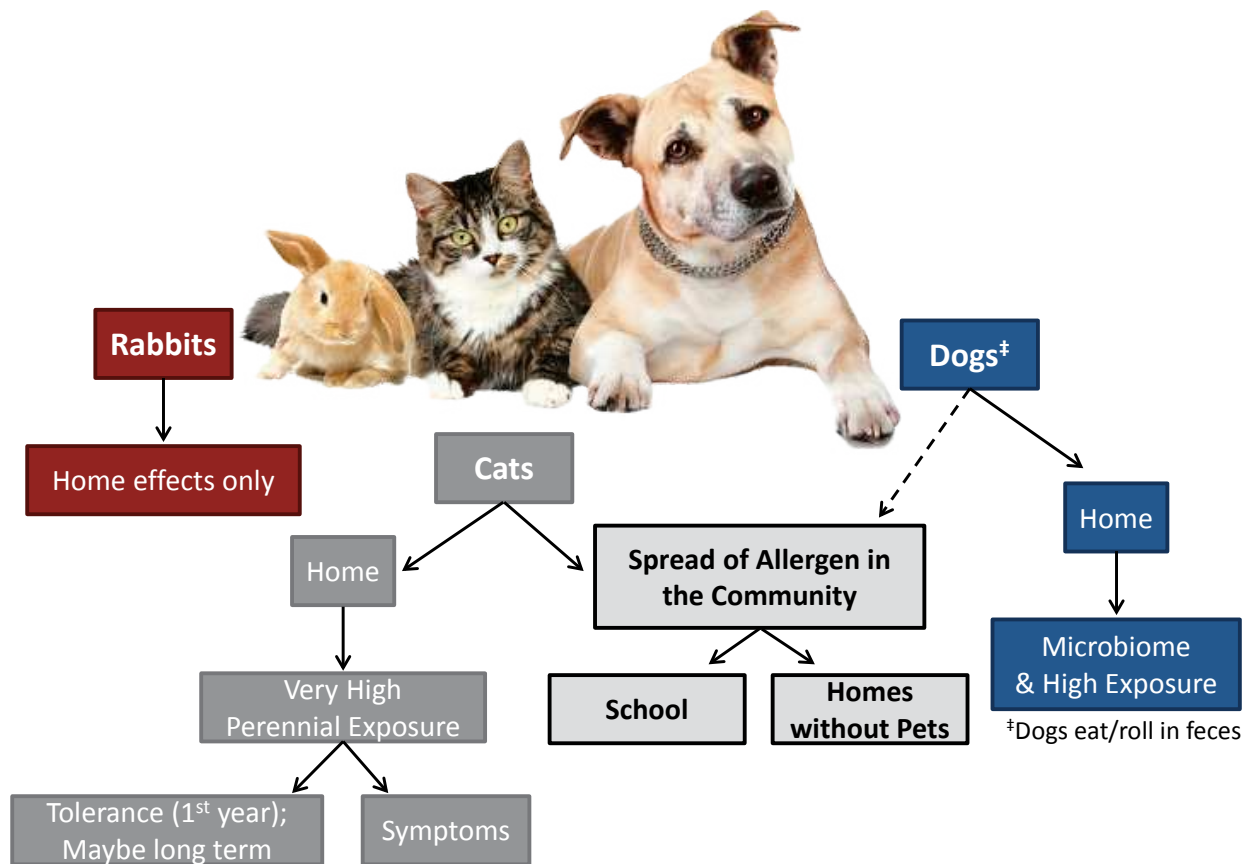 Rabbits
Home effects only
Cats
Home
Very High
Perennial Exposure
Tolerance (1st year);
Maybe long term
Symptoms
Spread of Allergen in
the Community
School
Homes
without Pets
Dogs‡
Home
Microbiome
& High Exposure
‡Dogs eat/roll in feces